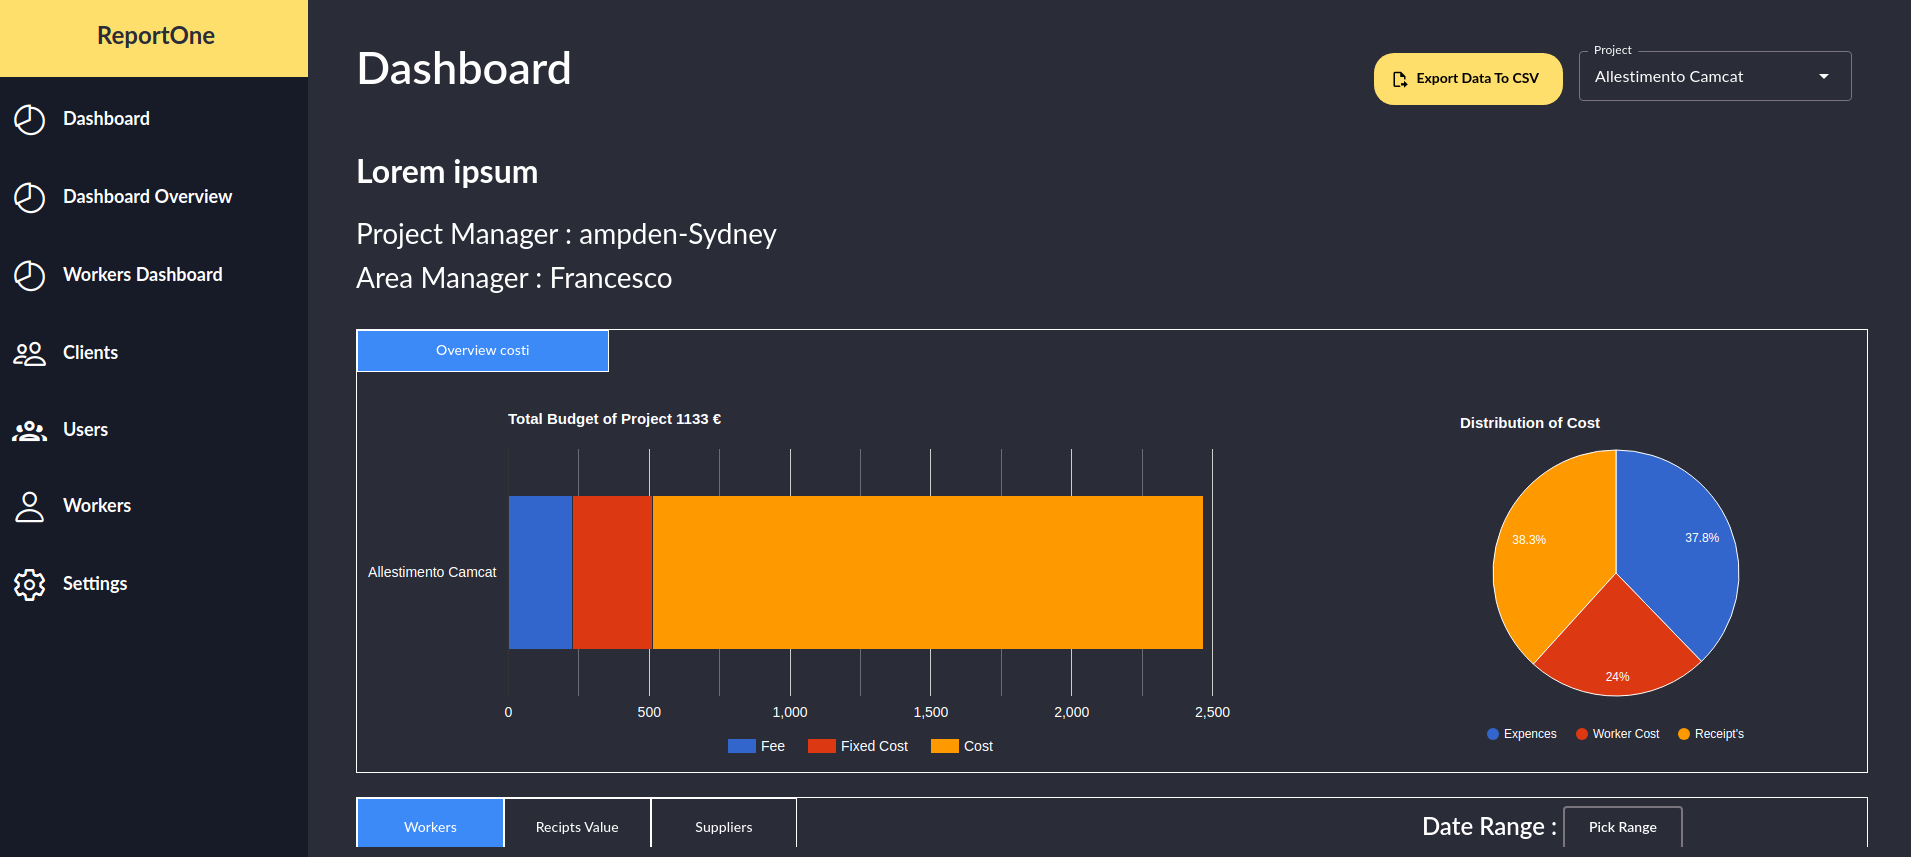 ReportOne
Dashboard
Dashboard Overview
Workers Dashboard
Clients
Users
Workers
Settings
Dashboard
Export Data To CSV
Project
Allestimento Camcat
Lorem ipsum
Project Manager : ampden-Sydney
Area Manager : Francesco
Overview costi
Total Budget of Project 1133 €
Allestimento Camcat
0 500 1,000 1,500 2,000 2,500
Fee Fixed Cost Cost
Distribution of Cost
38.3% 37.8%
24%
Expences Worker Cost Receipt's
Workers Recipts Value Suppliers
Date Range : Pick Range